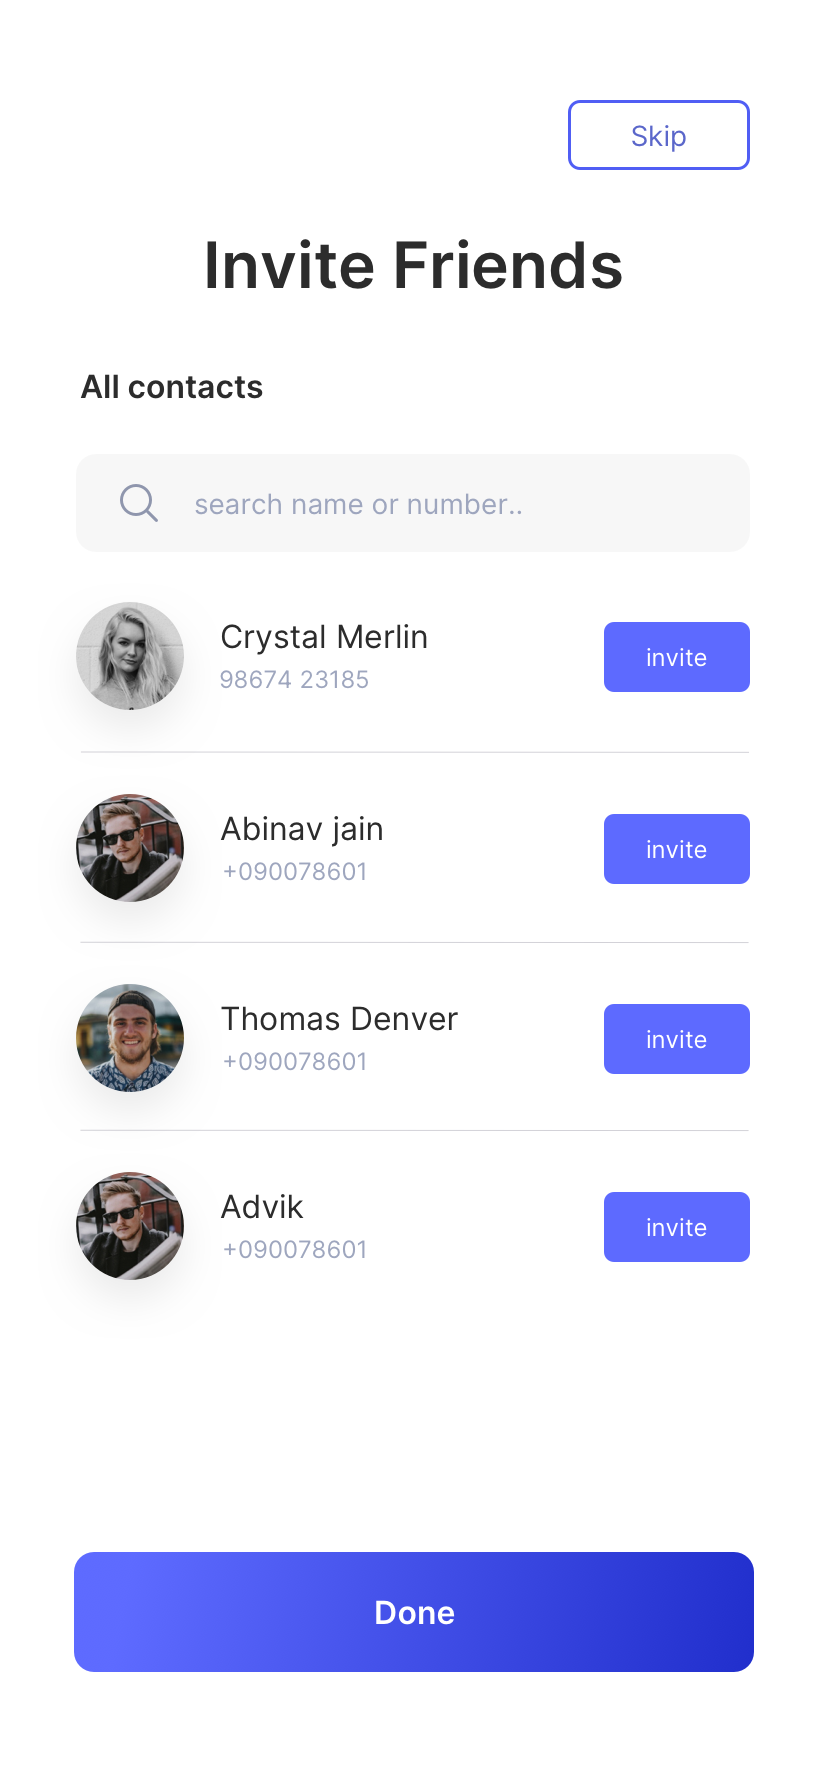 Skip
Invite Friends
All contacts
search name or number..
Crystal Merlin
98674 23185
invite
Abinav jain
+090078601
invite
Thomas Denver
+090078601
invite
Advik
+090078601
invite
Done